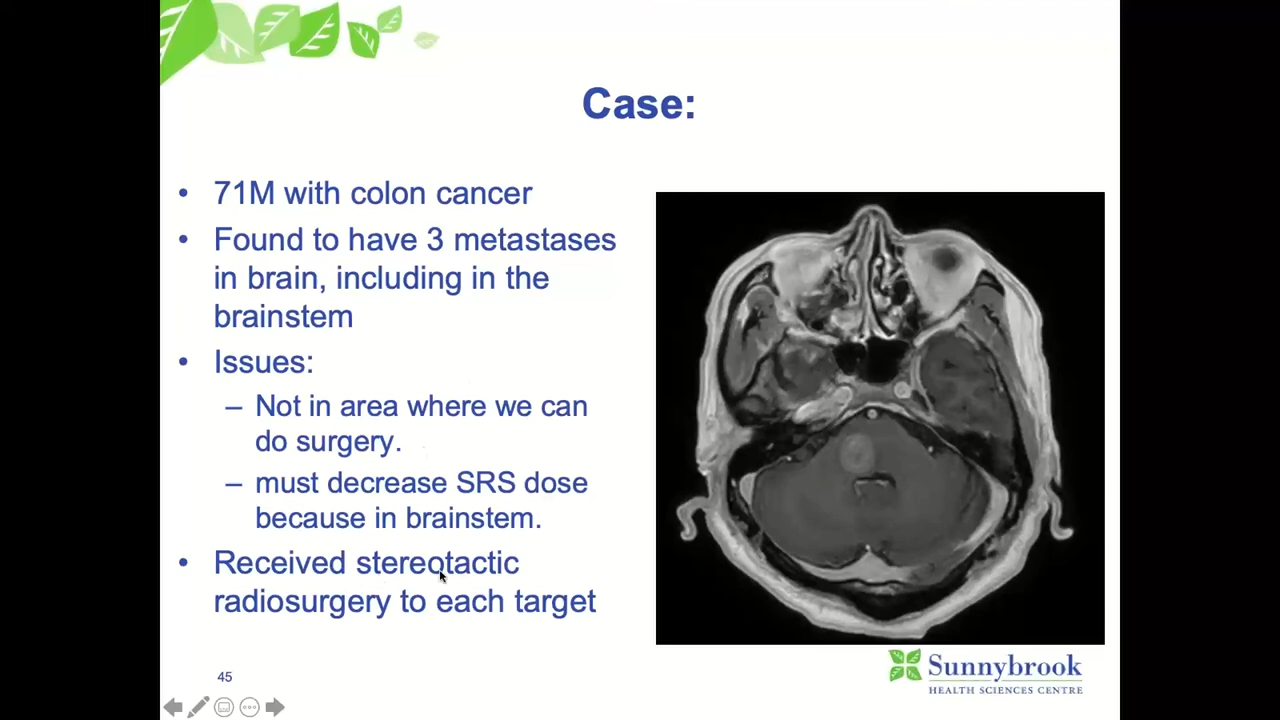 Case:
• 71M with colon cancer
• Found to have 3 metastases
in brain, including in the
brainstem
• Issues:
– Not in area where we can
do surgery.
– must decrease SRS dose
because in brainstem.
• Received stereotactic
radiosurgery to each target
45
Sunnybrook
HEALTH SCIENCES CENTRE